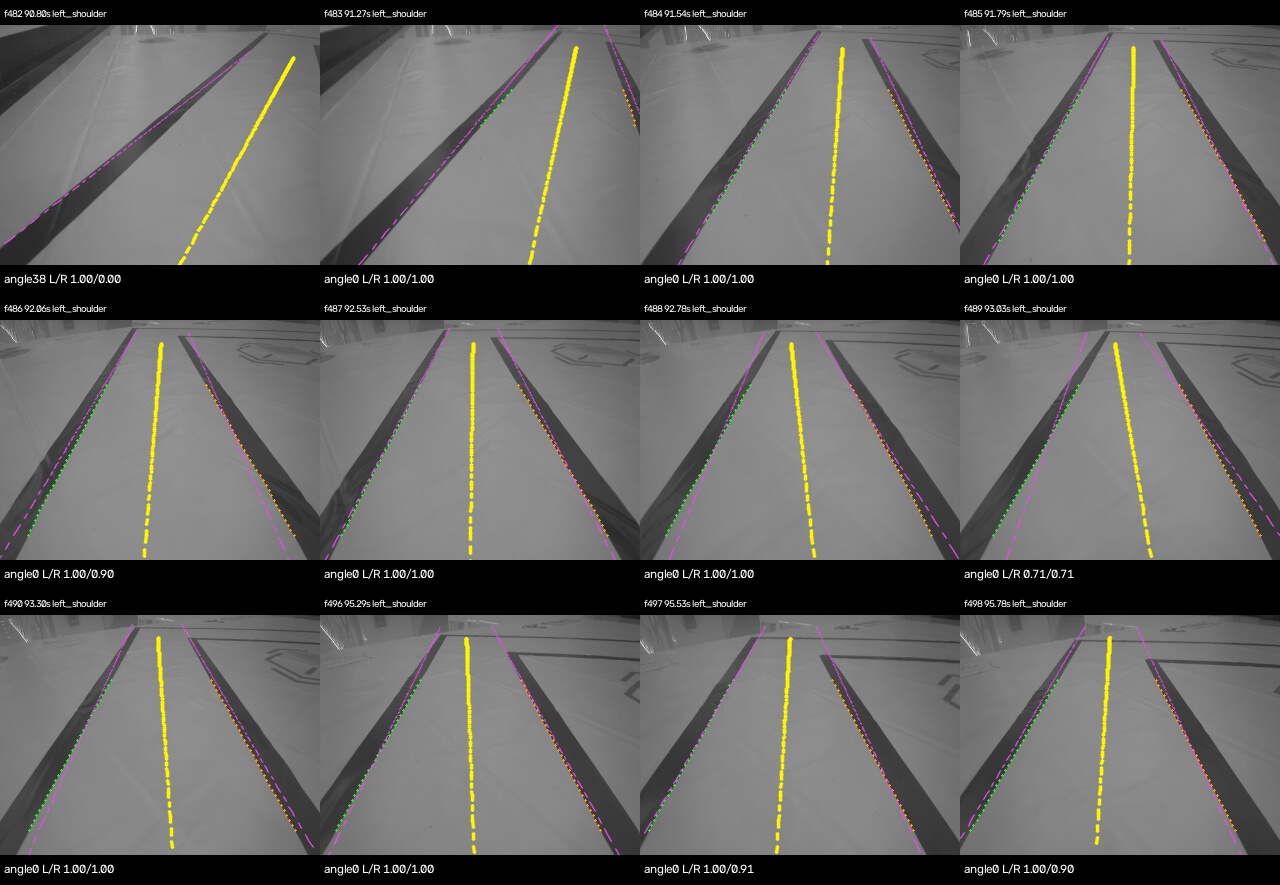 f482 90.80s left_shoulder
f483 91.27s left_shoulder
f484 91.54s left_shoulder
f485 91.79s left_shoulder
angle38 L/R 1.00/0.00
angle0 L/R 1.00/1.00
angle0 L/R 1.00/1.00
angle0 L/R 1.00/1.00
f486 92.06s left_shoulder
f487 92.53s left_shoulder
f488 92.78s left_shoulder
f489 93.03s left_shoulder
angle0 L/R 1.00/0.90
angle0 L/R 1.00/1.00
angle0 L/R 1.00/1.00
angle0 L/R 0.71/0.71
f490 93.30s left_shoulder
f496 95.29s left_shoulder
f497 95.53s left_shoulder
f498 95.78s left_shoulder
angle0 L/R 1.00/1.00
angle0 L/R 1.00/1.00
angle0 L/R 1.00/0.91
angle0 L/R 1.00/0.90